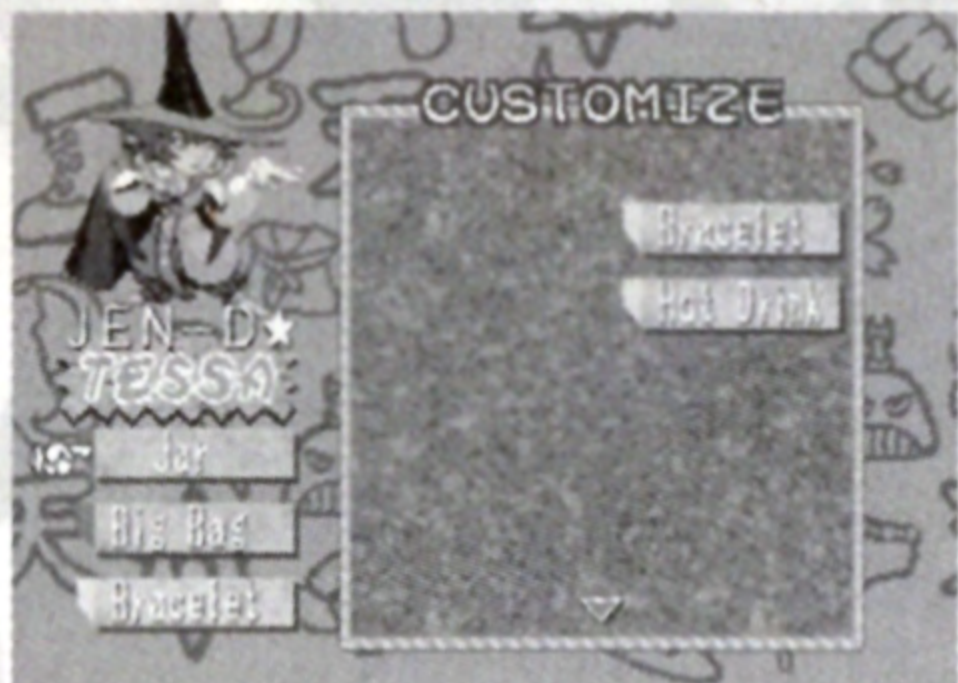 CUSTOMIZE
Bracelet
Hot Drink
JEN-D★
TESSA
Jar
Big Bag
Bracelet